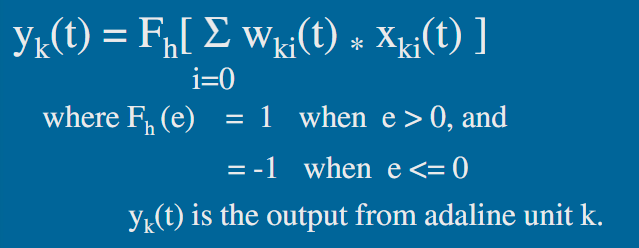 yₖ(t) = Fₕ[ Σ wₖᵢ(t) * xₖᵢ(t) ]
i=0
where Fₕ (e) = 1 when e > 0, and
= -1 when e <= 0
yₖ(t) is the output from adaline unit k.